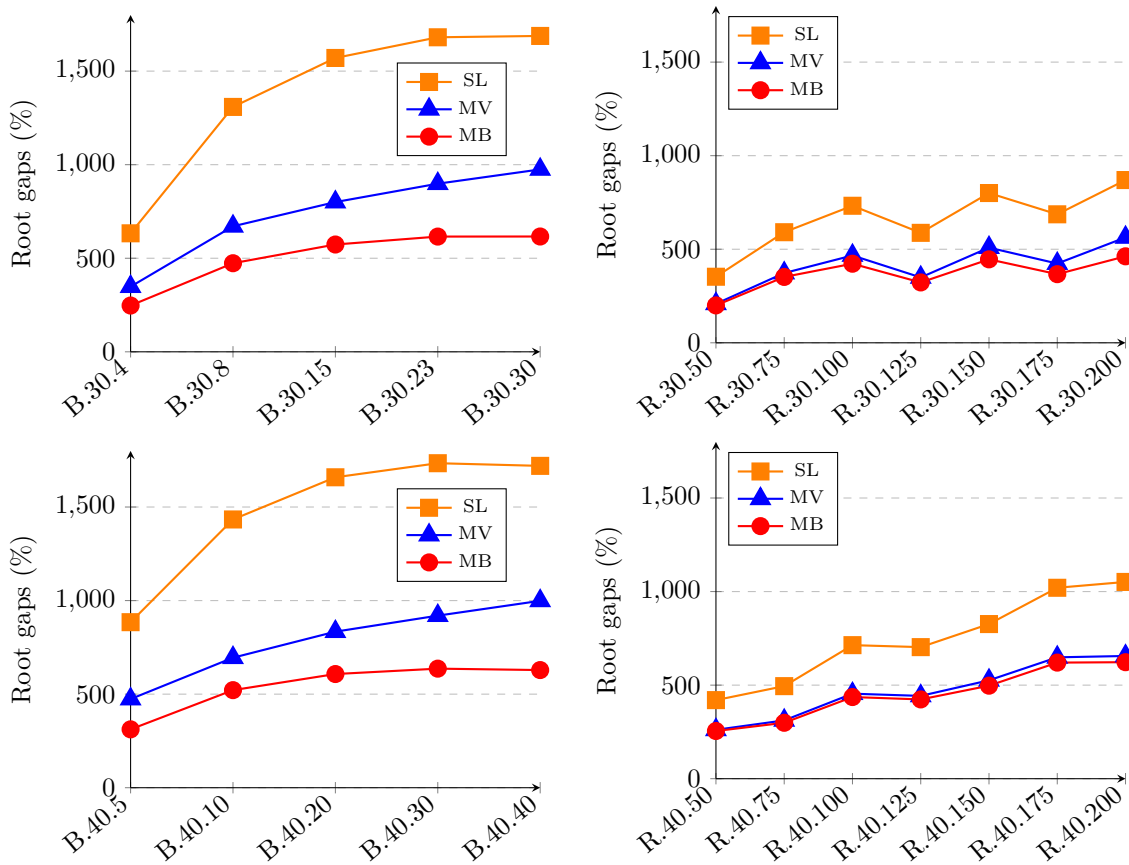 Root gaps (%)
1,500
1,000
500
0
SL
MV
MB
B.30.4
B.30.8
B.30.15
B.30.23
B.30.30
Root gaps (%)
1,500
1,000
500
0
SL
MV
MB
R.30.50
R.30.75
R.30.100
R.30.125
R.30.150
R.30.175
R.30.200
Root gaps (%)
1,500
1,000
500
0
SL
MV
MB
B.40.5
B.40.10
B.40.20
B.40.30
B.40.40
Root gaps (%)
1,500
1,000
500
0
SL
MV
MB
R.40.50
R.40.75
R.40.100
R.40.125
R.40.150
R.40.175
R.40.200